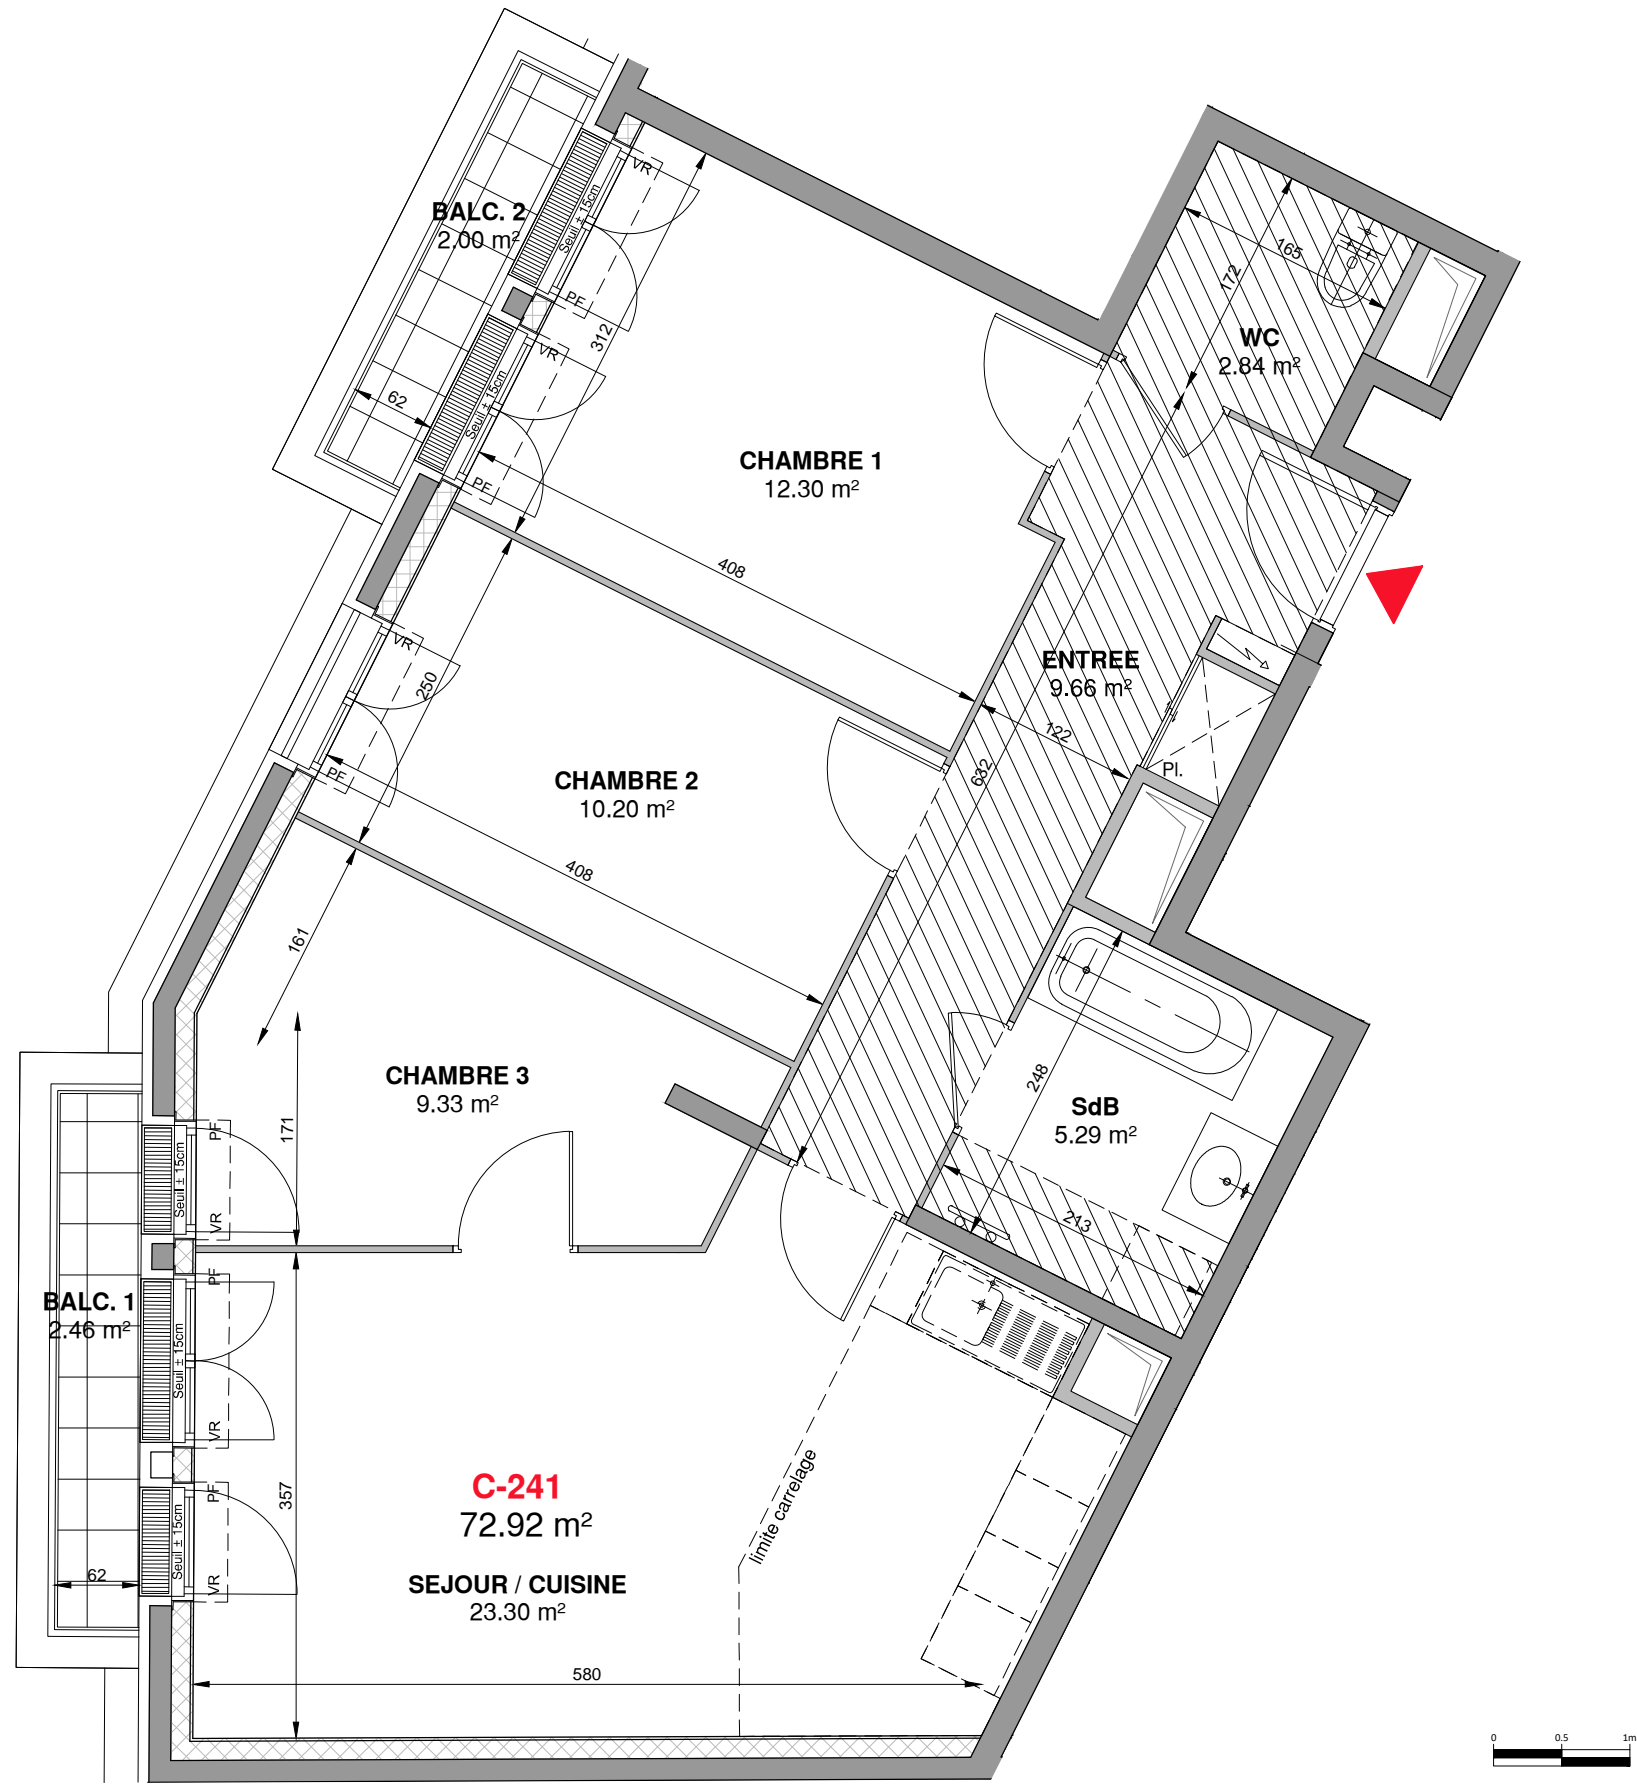 VR
Seuil ± 15cm
BALC. 2
2.00 m²
165
172
PF
312
VR
WC
2.84 m²
Seuil ± 15cm
62
CHAMBRE 1
12.30 m²
PF
408
VR
250
ENTREE
9.66 m²
122
632
PF
Pl.
CHAMBRE 2
10.20 m²
408
161
CHAMBRE 3
9.33 m²
248
SdB
5.29 m²
171
PF
Seuil ± 15cm
VR
243
PF
BALC. 1
2.46 m²
Seuil ± 15cm
VR
C-241
72.92 m²
limite carrelage
357
PF
Seuil ± 15cm
VR
62
SEJOUR / CUISINE
23.30 m²
580
0 0.5 1m